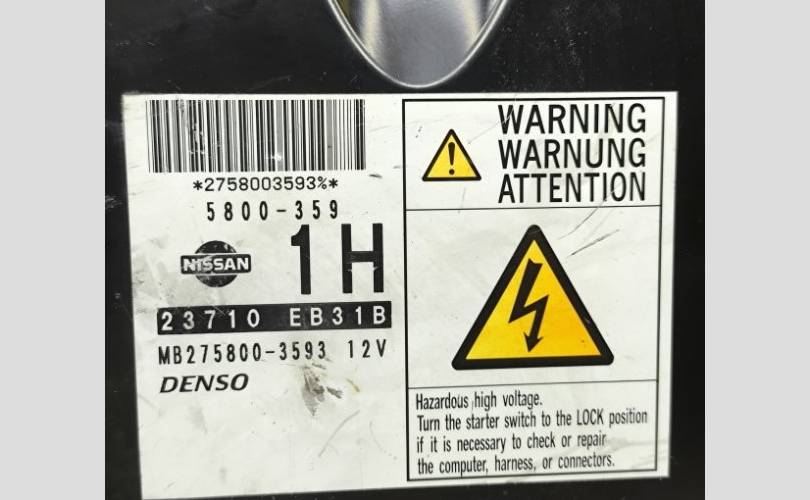 *2758003593%*
5800-359
NISSAN
1H
23710 EB31B
MB275800-3593 12V
DENSO
WARNING
WARNUNG
ATTENTION
Hazardous high voltage.
Turn the starter switch to the LOCK position
if it is necessary to check or repair
the computer, harness, or connectors.